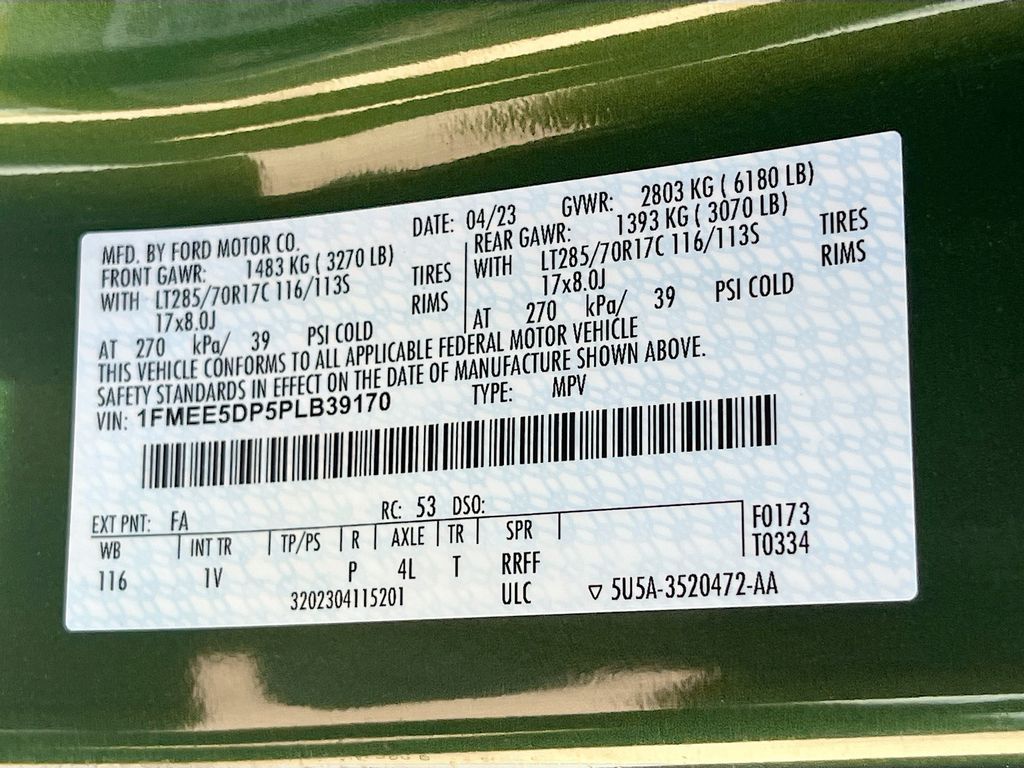 DATE: 04/23 GVWR: 2803 KG ( 6180 LB)
MFD. BY FORD MOTOR CO.
FRONT GAWR: 1483 KG ( 3270 LB)
WITH LT285/70R17C 116/113S TIRES
17x8.0J RIMS
AT 270 kPa/ 39 PSI COLD
REAR GAWR: 1393 KG ( 3070 LB)
WITH LT285/70R17C 116/113S TIRES
17x8.0J RIMS
AT 270 kPa/ 39 PSI COLD
THIS VEHICLE CONFORMS TO ALL APPLICABLE FEDERAL MOTOR VEHICLE
SAFETY STANDARDS IN EFFECT ON THE DATE OF MANUFACTURE SHOWN ABOVE.
VIN: 1FMEE5DP5PLB39170 TYPE: MPV
EXT PNT: FA RC: 53 DSO:
WB INT TR TP/PS R AXLE TR SPR F0173
116 1V P 4L T RRFF T0334
3202304115201 ULC ▽ 5U5A-3520472-AA